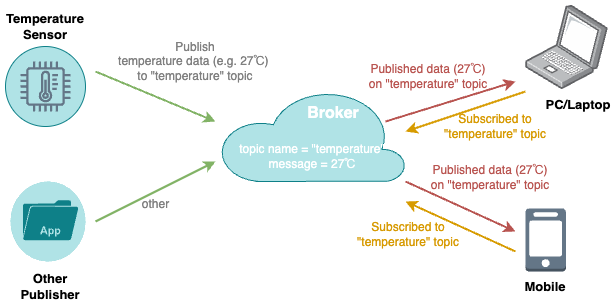 Temperature
Sensor
Publish
temperature data (e.g. 27℃)
to "temperature" topic
Published data (27℃)
on "temperature" topic
PC/Laptop
Subscribed to
"temperature" topic
Broker
topic name = "temperature
message = 27℃
Published data (27℃)
on "temperature" topic
other
App
Subscribed to
"temperature" topic
Other
Publisher
Mobile